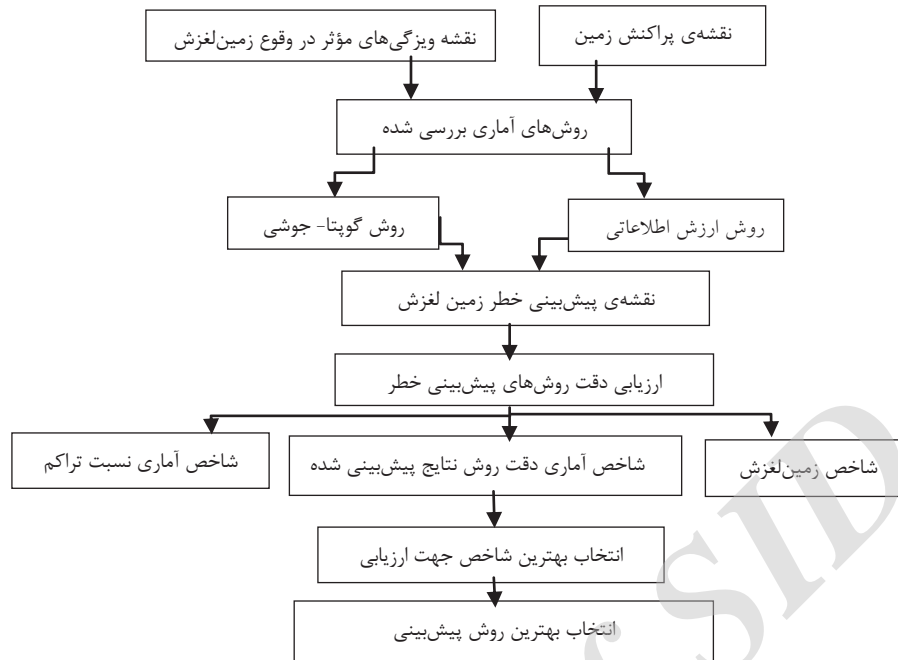 نقشه‌ی پراکنش زمین
نقشه ویژگی‌های مؤثر در وقوع زمین‌لغزش
روش‌های آماری بررسی شده
روش ارزش اطلاعاتی
روش گوپتا- جوشی
نقشه‌ی پیش‌بینی خطر زمین لغزش
ارزیابی دقت روش‌های پیش‌بینی خطر
شاخص زمین‌لغزش
شاخص آماری دقت روش نتایج پیش‌بینی شده
شاخص آماری نسبت تراکم
انتخاب بهترین شاخص جهت ارزیابی
انتخاب بهترین روش پیش‌بینی
f SID